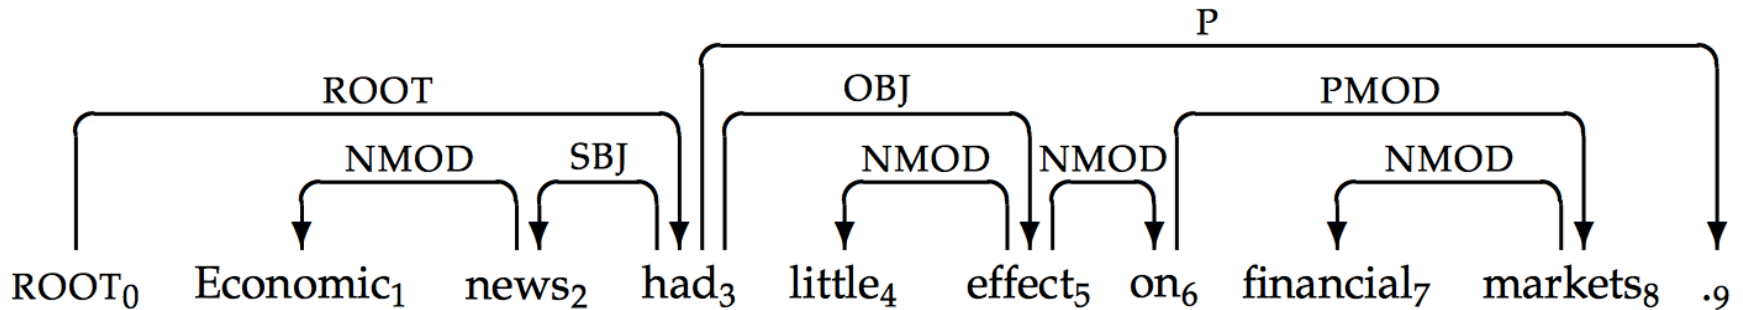 P
ROOT OBJ PMOD
NMOD SBJ NMOD NMOD NMOD
ROOT0 Economic1 news2 had3 little4 effect5 on6 financial7 markets8 .9